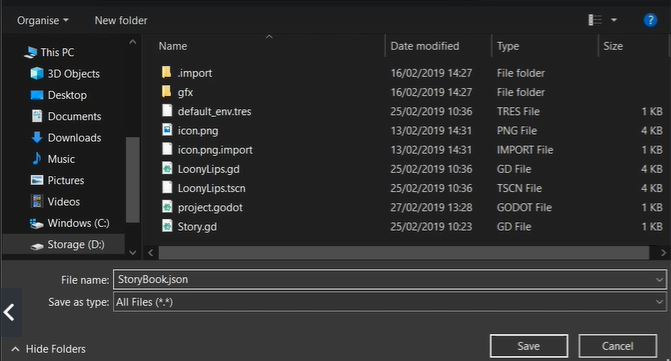 Organise New folder
This PC
3D Objects
Desktop
Documents
Downloads
Music
Pictures
Videos
Windows (C:)
Storage (D:)
Name Date modified Type Size
.import 16/02/2019 14:27 File folder
gfx 16/02/2019 14:27 File folder
default_env.tres 25/02/2019 10:36 TRES File 1 KB
icon.png 13/02/2019 14:31 PNG File 4 KB
icon.png.import 13/02/2019 14:31 IMPORT File 1 KB
LoonyLips.gd 25/02/2019 10:36 GD File 4 KB
LoonyLips.tscn 25/02/2019 10:36 TSCN File 4 KB
project.godot 27/02/2019 13:28 GODOT File 1 KB
Story.gd 25/02/2019 10:23 GD File 1 KB
File name: StoryBook.json
Save as type: All Files (*.*)
Hide Folders Save Cancel